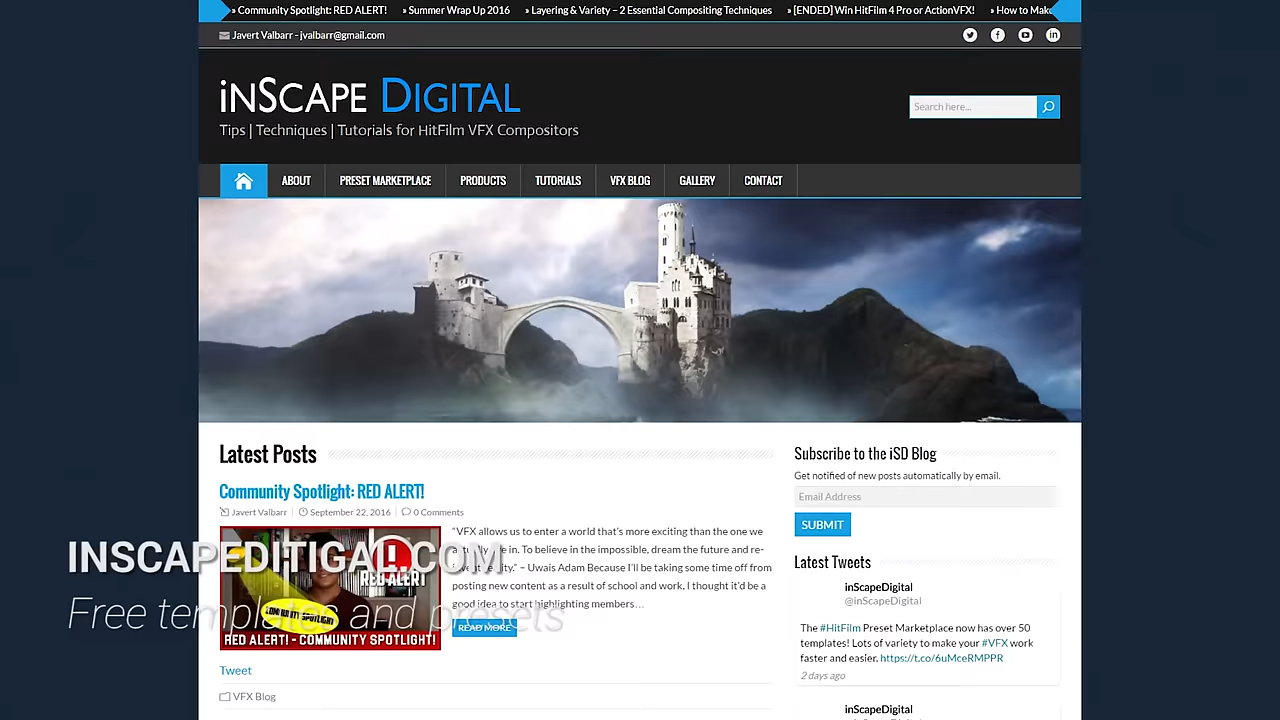 » Community Spotlight: RED ALERT! » Summer Wrap Up 2016 » Layering & Variety – 2 Essential Compositing Techniques » [ENDED] Win HitFilm 4 Pro or ActionVFX! » How to Make
Javert Valbarr - jvalbarr@gmail.com
iNSCAPE DIGITAL
Tips | Techniques | Tutorials for HitFilm VFX Compositors
Search here...
ABOUT PRESET MARKETPLACE PRODUCTS TUTORIALS VFX BLOG GALLERY CONTACT
Latest Posts
Community Spotlight: RED ALERT!
Javert Valbarr September 22, 2016 0 Comments
"VFX allows us to enter a world that's more exciting than the one we
actually live in. To believe in the impossible, dream the future and re-
reality." – Uwais Adam Because I'll be taking some time off from
posting new content as a result of school and work, I thought it'd be a
good idea to start highlighting members…
READ MORE
RED ALERT
COMMUNITY SPOTLIGHT
RED ALERT! - COMMUNITY SPOTLIGHT!
INSCAPEDITIGAL.COM
Free templates and presets
Tweet
VFX Blog
Subscribe to the iSD Blog
Get notified of new posts automatically by email.
Email Address
SUBMIT
Latest Tweets
inScapeDigital
@inScapeDigital
The #HitFilm Preset Marketplace now has over 50
templates! Lots of variety to make your #VFX work
faster and easier. https://t.co/6uMceRMPPR
2 days ago
inScapeDigital